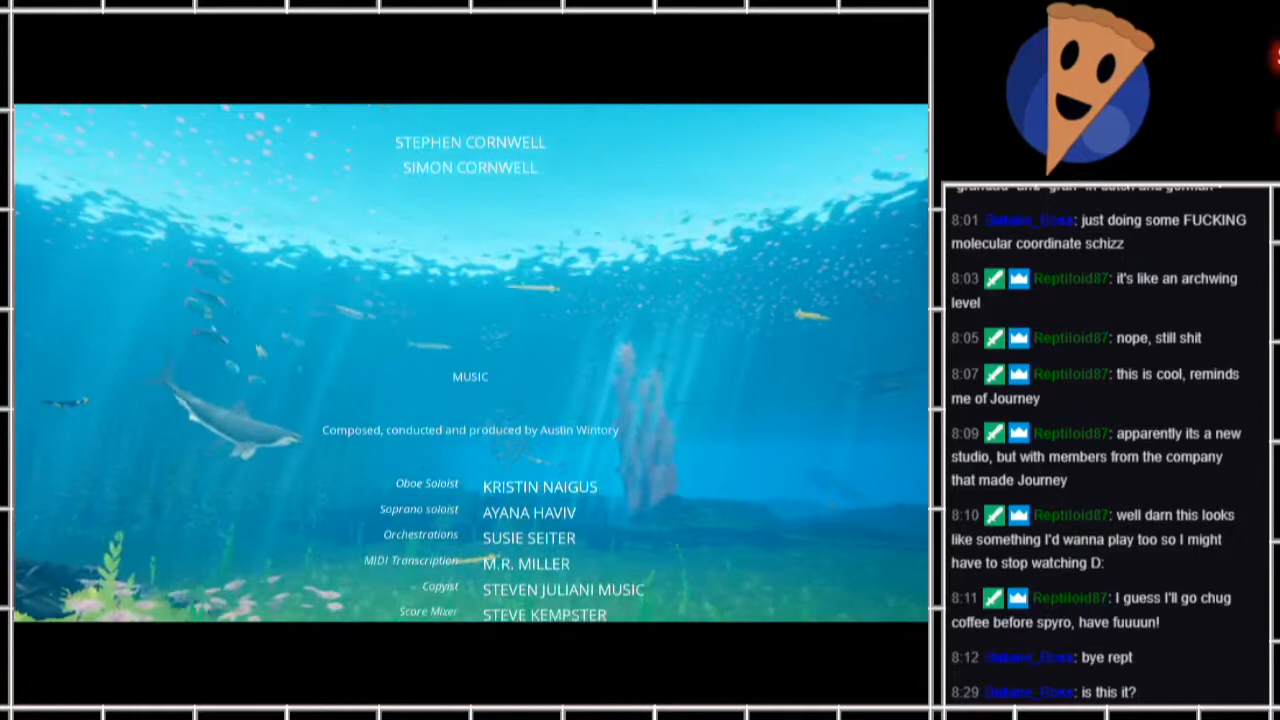 STEPHEN CORNWELL
SIMON CORNWELL
MUSIC
Composed, conducted and produced by Austin Wintory
Oboe Soloist KRISTIN NAIGUS
Soprano soloist AYANA HAVIV
Orchestrations SUSIE SEITER
MIDI Transcription M.R. MILLER
Copyist STEVEN JULIANI MUSIC
Score Mixer STEVE KEMPSTER
8:01 : just doing some FUCKING
molecular coordinate schizz
8:03 Reptiloid87: it's like an archwing
level
8:05 Reptiloid87: nope, still shit
8:07 Reptiloid87: this is cool, reminds
me of Journey
8:09 Reptiloid87: apparently its a new
studio, but with members from the company
that made Journey
8:10 Reptiloid87: well darn this looks
like something I'd wanna play too so I might
have to stop watching D:
8:11 Reptiloid87: I guess I'll go chug
coffee before spyro, have fuuun!
8:12 : bye rept
8:29 : is this it?